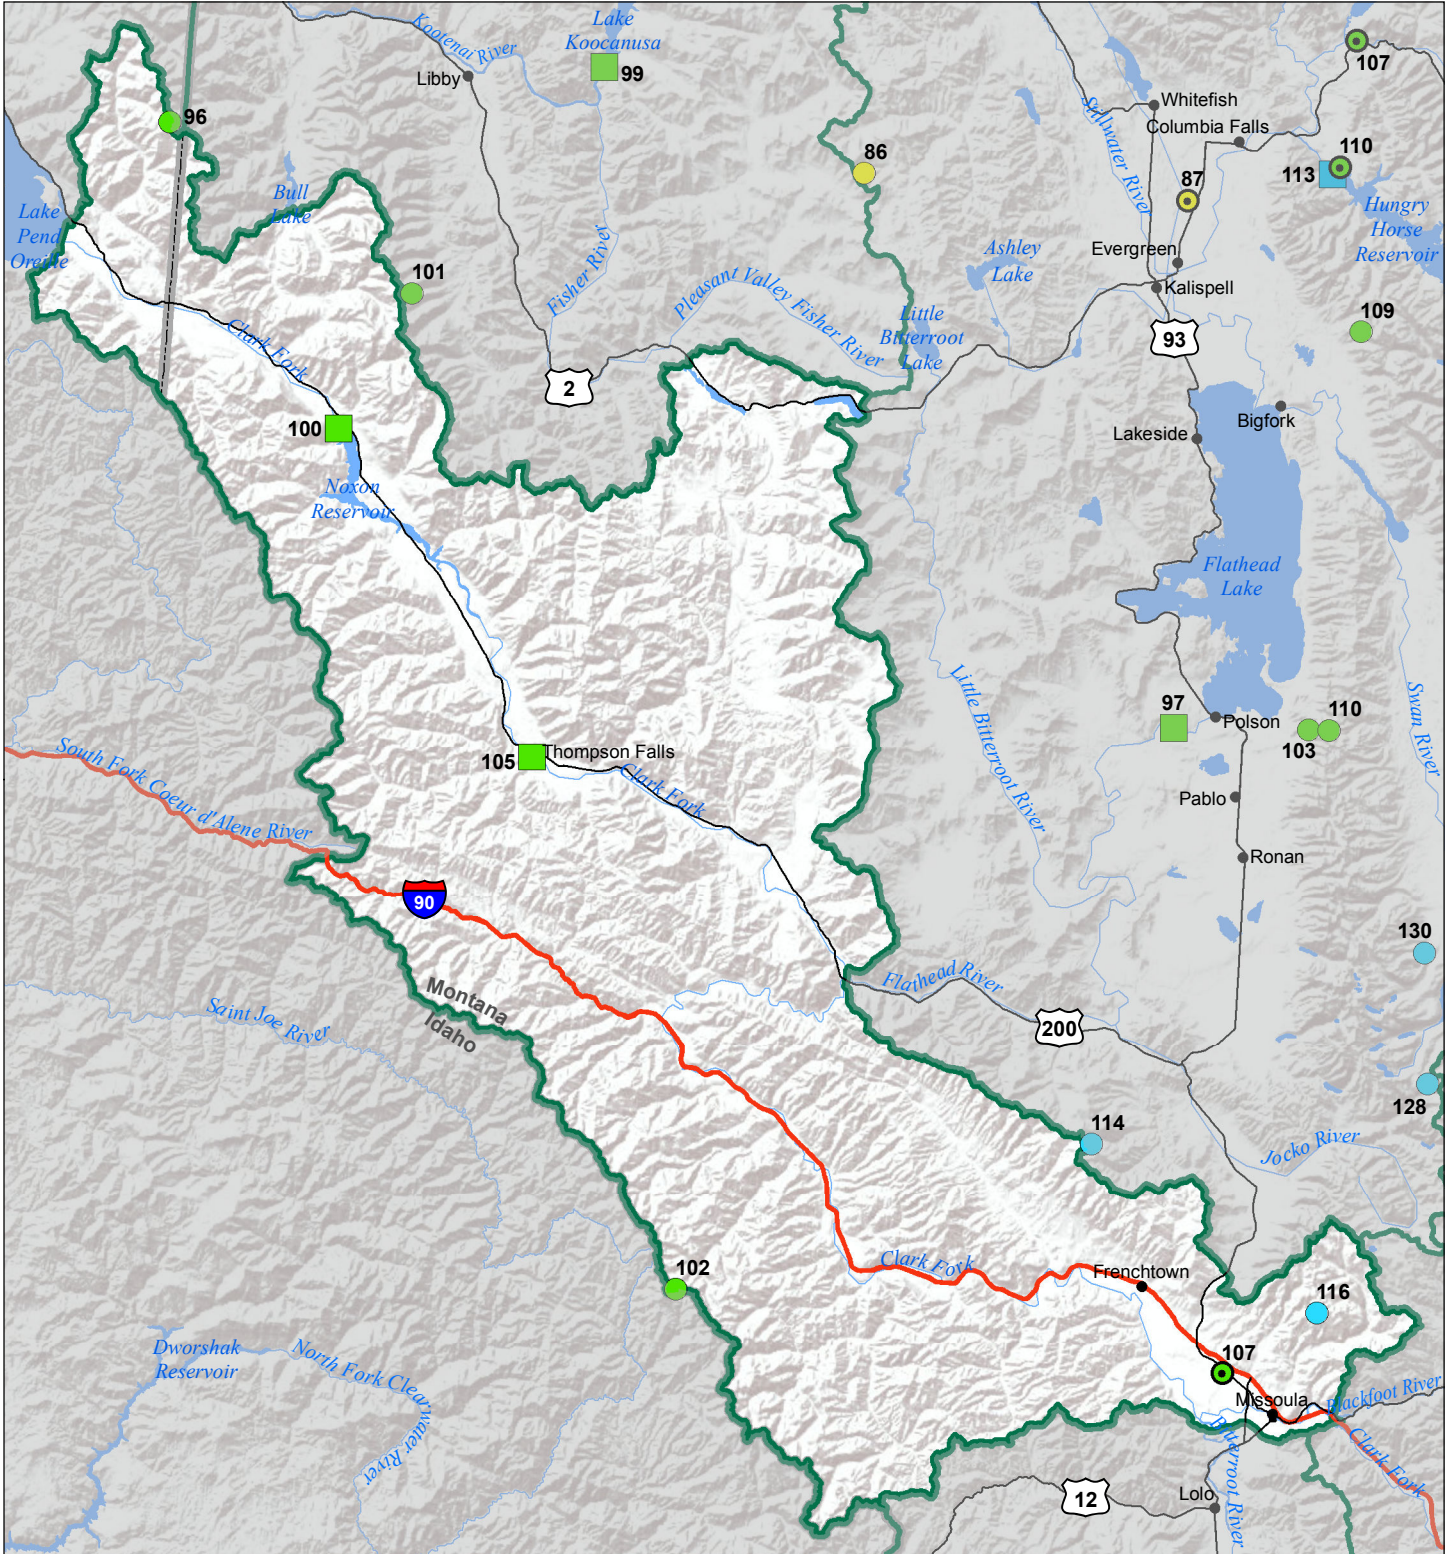 Kootenai River
Lake
Koocanusa
99
Libby
107
Whitefish
Columbia Falls
Stillwater River
96
86
110
113
87
Bull
Lake
Lake
Pend
Oreille
Hungry
Horse
Reservoir
Ashley
Lake
Evergreen
101
Kalispell
Fisher River
Pleasant Valley Fisher River
Little
Bitterroot
Lake
93
109
Clark Fork
2
100
Lakeside
Bigfork
Noxon
Reservoir
Flathead
Lake
Little Bitterroot River
Swan River
97
Polson
103
110
South Fork Coeur d'Alene River
105
Thompson Falls
Clark Fork
Pablo
Ronan
90
130
Flathead River
Montana
Idaho
Saint Joe River
200
128
114
Jocko River
102
Clark Fork
Frenchtown
116
Dworshak
Reservoir
North Fork Clearwater
River
107
Missoula
Blackfoot River
Bitterroot River
Clark Fork
12
Lolo